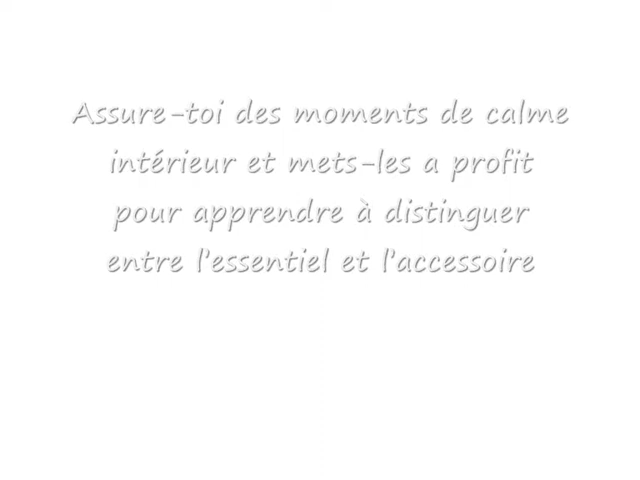 Assure-toi des moments de calme
intérieur et mets-les a profit
pour apprendre à distinguer
entre l'essentiel et l'accessoire